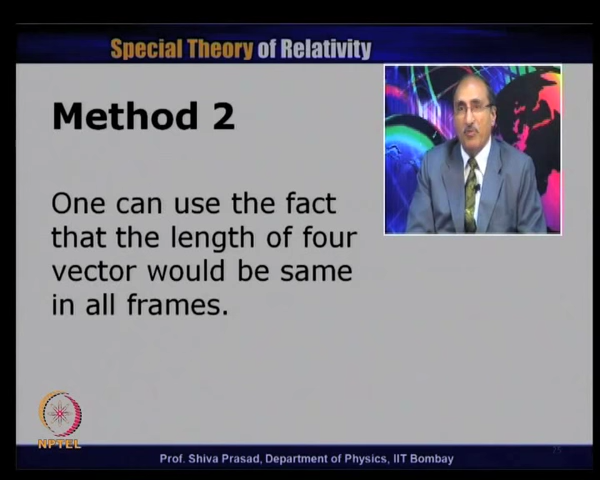 Special Theory of Relativity
Method 2
One can use the fact
that the length of four
vector would be same
in all frames.
NPTEL
Prof. Shiva Prasad, Department of Physics, IIT Bombay